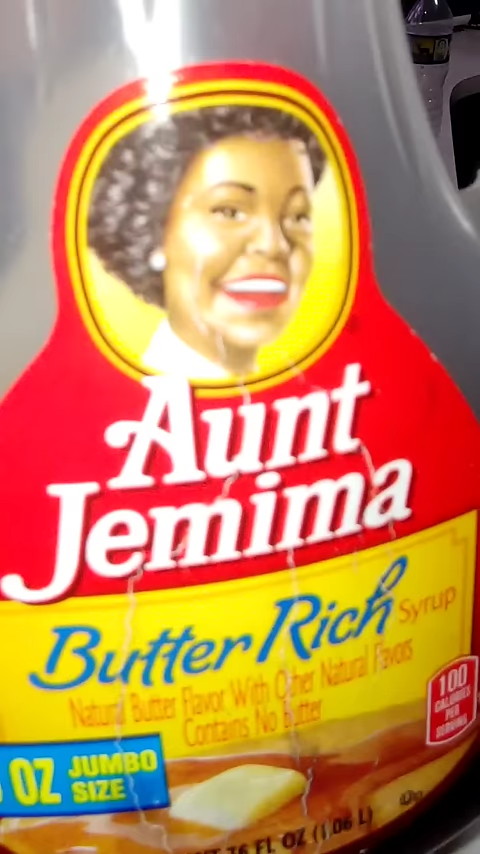 Aunt
Jemima
Butter Rich Syrup
Natural Butter Flavor With Other Natural Flavors
Contains No Butter
100
CALORIES
PER
SERVING
OZ JUMBO
SIZE
36 FL OZ (1.06 L)